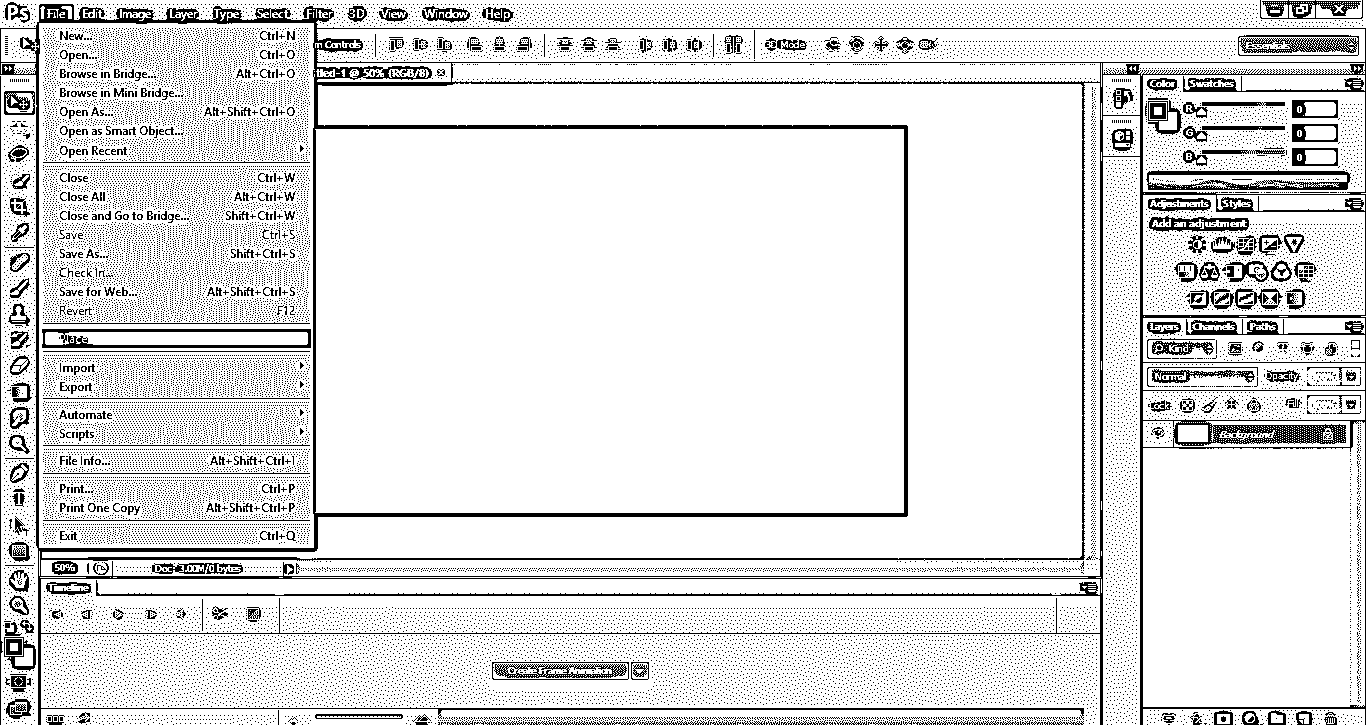 Ps File Edit Image Layer Type Select Filter 3D View Window Help
Controls Mode
New... Ctrl+N
Open... Ctrl+O
Browse in Bridge... Alt+Ctrl+O
Browse in Mini Bridge...
Open As... Alt+Shift+Ctrl+O
Open as Smart Object...
Open Recent
Close Ctrl+W
Close All Alt+Ctrl+W
Close and Go to Bridge... Shift+Ctrl+W
Save Ctrl+S
Save As... Shift+Ctrl+S
Check In...
Save for Web... Alt+Shift+Ctrl+S
Revert F12
Place
Import
Export
Automate
Scripts
File Info... Alt+Shift+Ctrl+I
Print... Ctrl+P
Print One Copy Alt+Shift+Ctrl+P
Exit Ctrl+Q
tled-1 @ 50% (RGB/8)
50% Doc: 3.00M/0 bytes
Timeline
Color Swatches
R 0
G 0
B 0
Adjustments Styles
Add an adjustment
Layers Channels Paths
Kind
Normal Opacity
Lock Fill